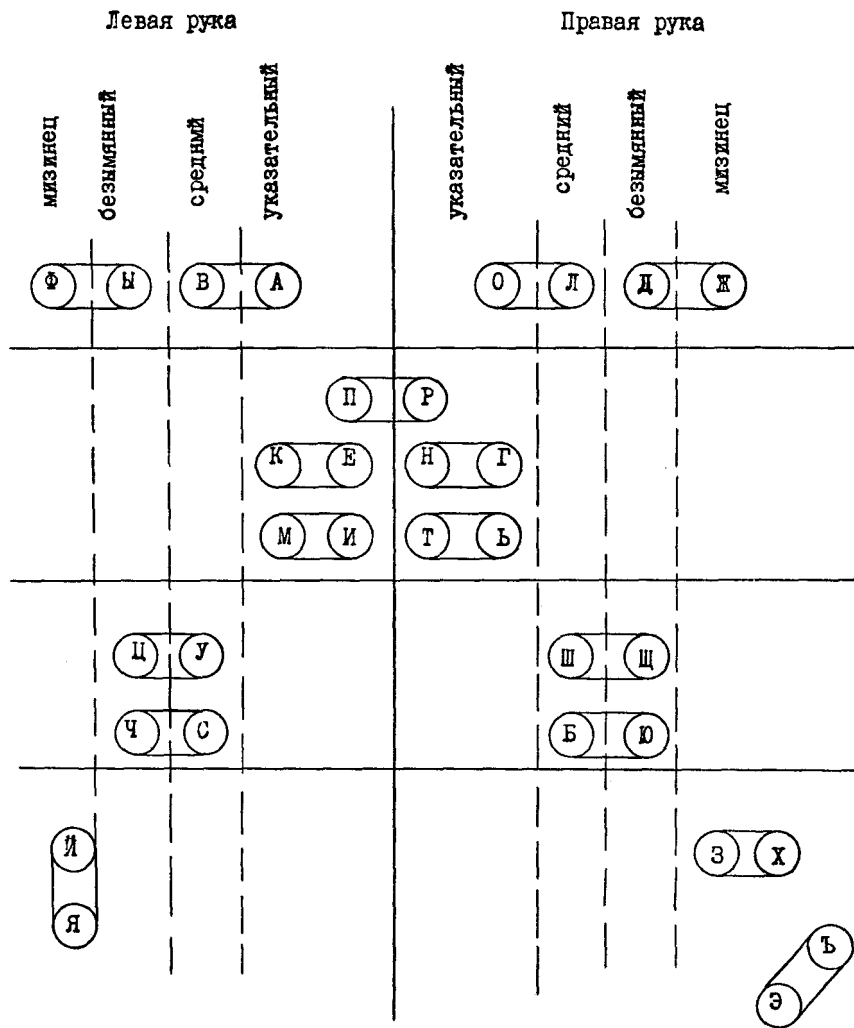 Левая рука Правая рука
мизинец безымянный средний указательный указательный средний безымянный мизинец
Ф Ы В А О Л Д Ж
П Р
К Е Н Г
М И Т Ь
Ц У Ш Щ
Ч С Б Ю
Й З Х
Я Ъ
Э